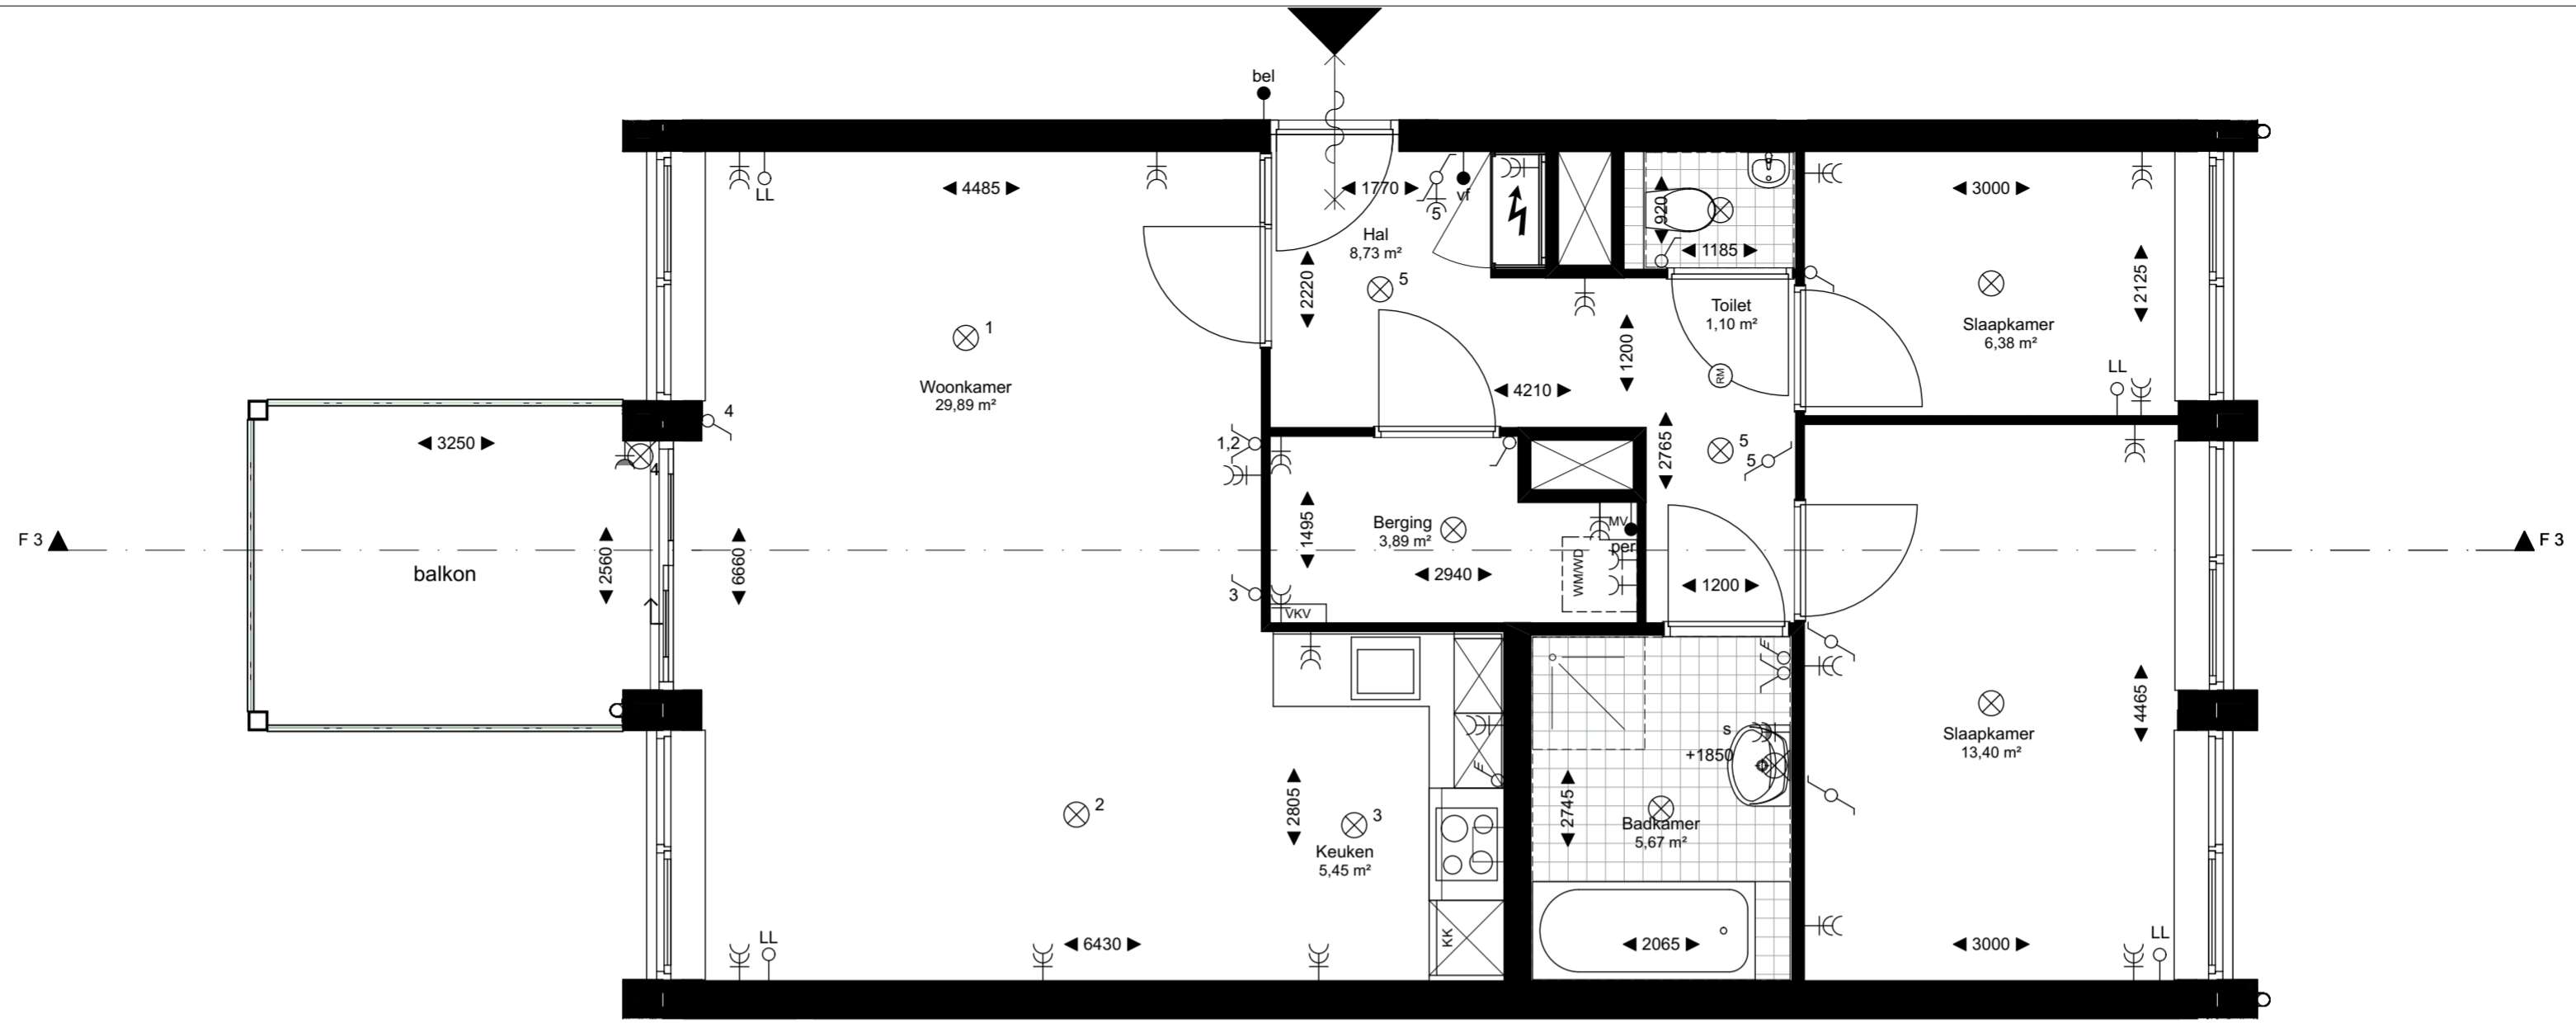 bel
4485
LL
1770
vf
5
Hal
8,73 m²
5
2220
920
1185
3000
2125
1
Woonkamer
29,89 m²
Toilet
1,10 m²
RM
1200
4210
Slaapkamer
6,38 m²
LL
3250
4
4
1,2
2765
5
5
F 3
balkon
2560
6660
1495
Berging
3,89 m²
2940
MV
per
WM/WD
1200
F 3
3
VKV
s
+1850
Slaapkamer
13,40 m²
4465
2
2805
3
Keuken
5,45 m²
2745
Badkamer
5,67 m²
LL
6430
KK
2065
3000
LL